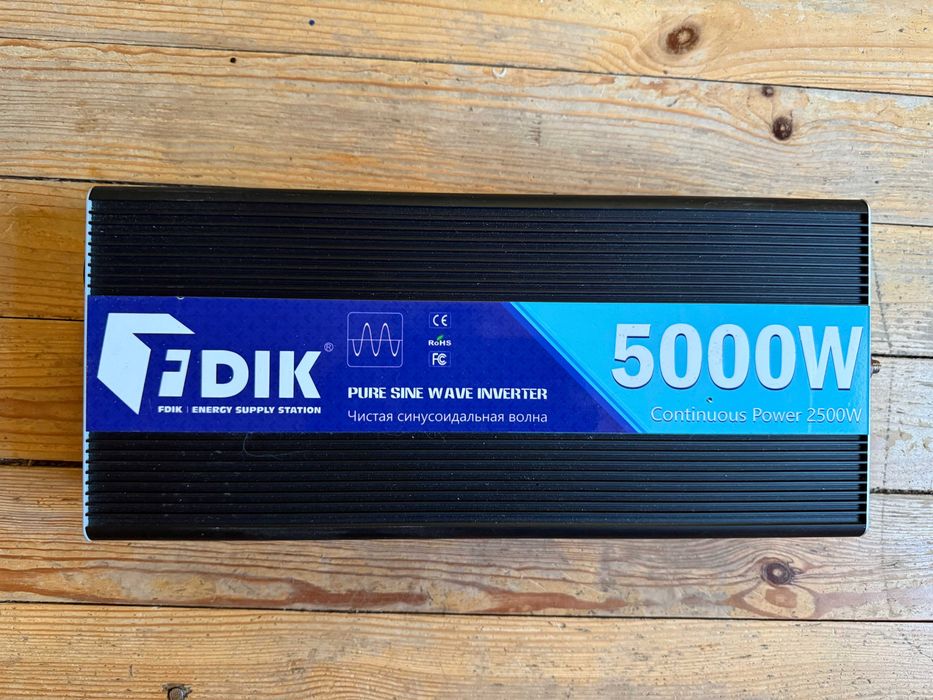 FDIK®
FDIK | ENERGY SUPPLY STATION
CE
RoHS
FC
PURE SINE WAVE INVERTER
Чистая синусоидальная волна
5000W
Continuous Power 2500W